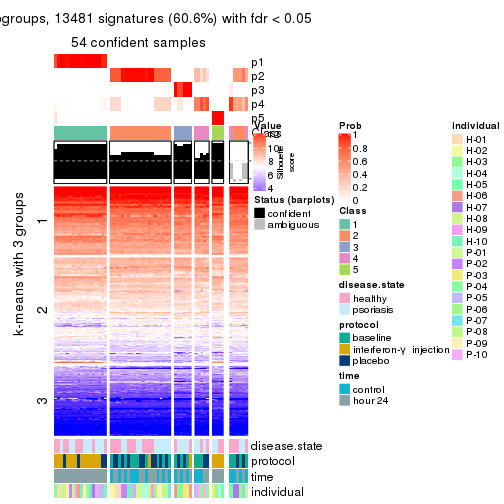 ogroups, 13481 signatures (60.6%) with fdr < 0.05
54 confident samples
p1
p2
p3
p4
p5
Class
k-means with 3 groups
1
2
3
Value
12
10
8
6
4
Silhouette
score
Status (barplots)
confident
ambiguous
Prob
1
0.8
0.6
0.4
0.2
0
Class
1
2
3
4
5
disease.state
healthy
psoriasis
protocol
baseline
interferon-γ injection
placebo
time
control
hour 24
individual
H-01
H-02
H-03
H-04
H-05
H-06
H-07
H-08
H-09
H-10
P-01
P-02
P-03
P-04
P-05
P-06
P-07
P-08
P-09
P-10
disease.state
protocol
time
individual